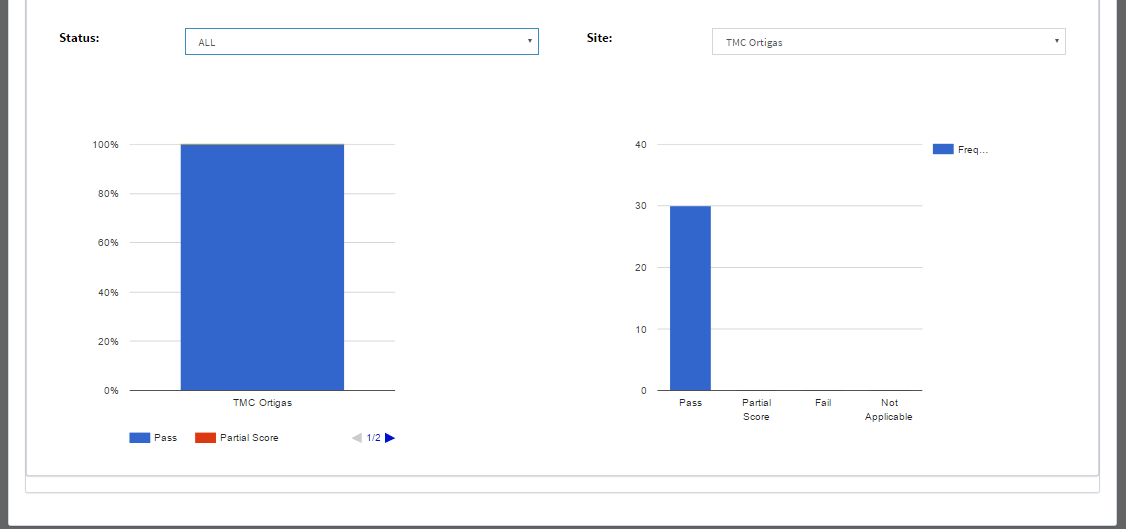 Status: ALL Site: TMC Ortigas
100%
80%
60%
40%
20%
0%
TMC Ortigas
Pass Partial Score 1/2
40
30
20
10
0
Pass Partial Score Fail Not Applicable
Freq...